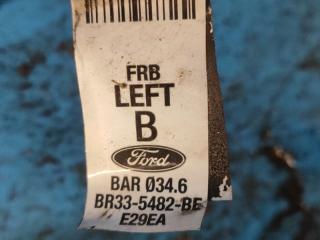 FRB
LEFT
B
Ford
BAR Ø34.6
BR33-5482-BE
E29EA